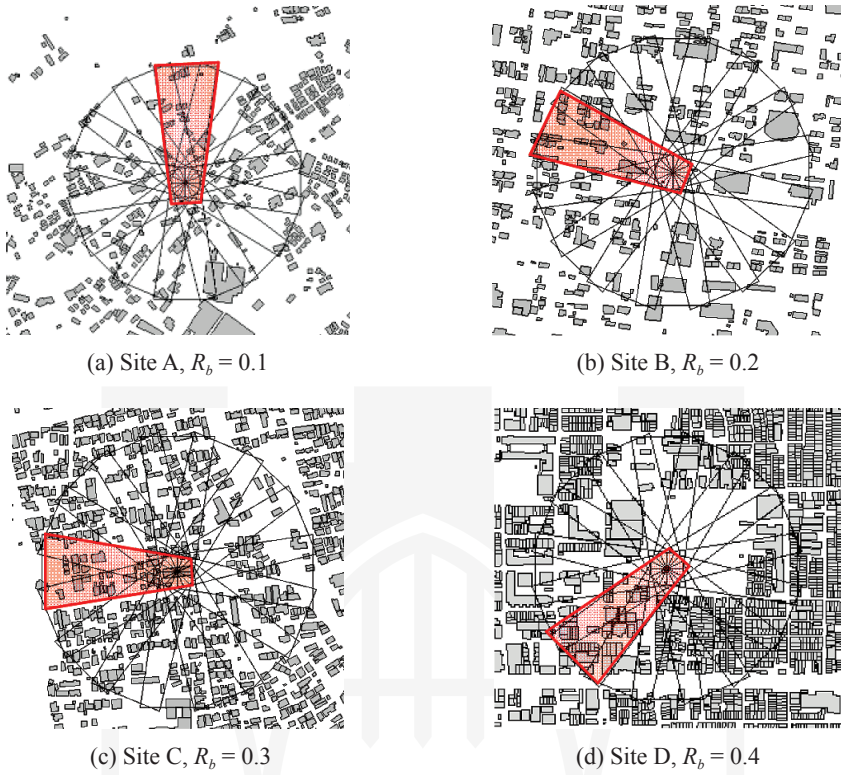 (a) Site A, R_b = 0.1
(b) Site B, R_b = 0.2
(c) Site C, R_b = 0.3
(d) Site D, R_b = 0.4